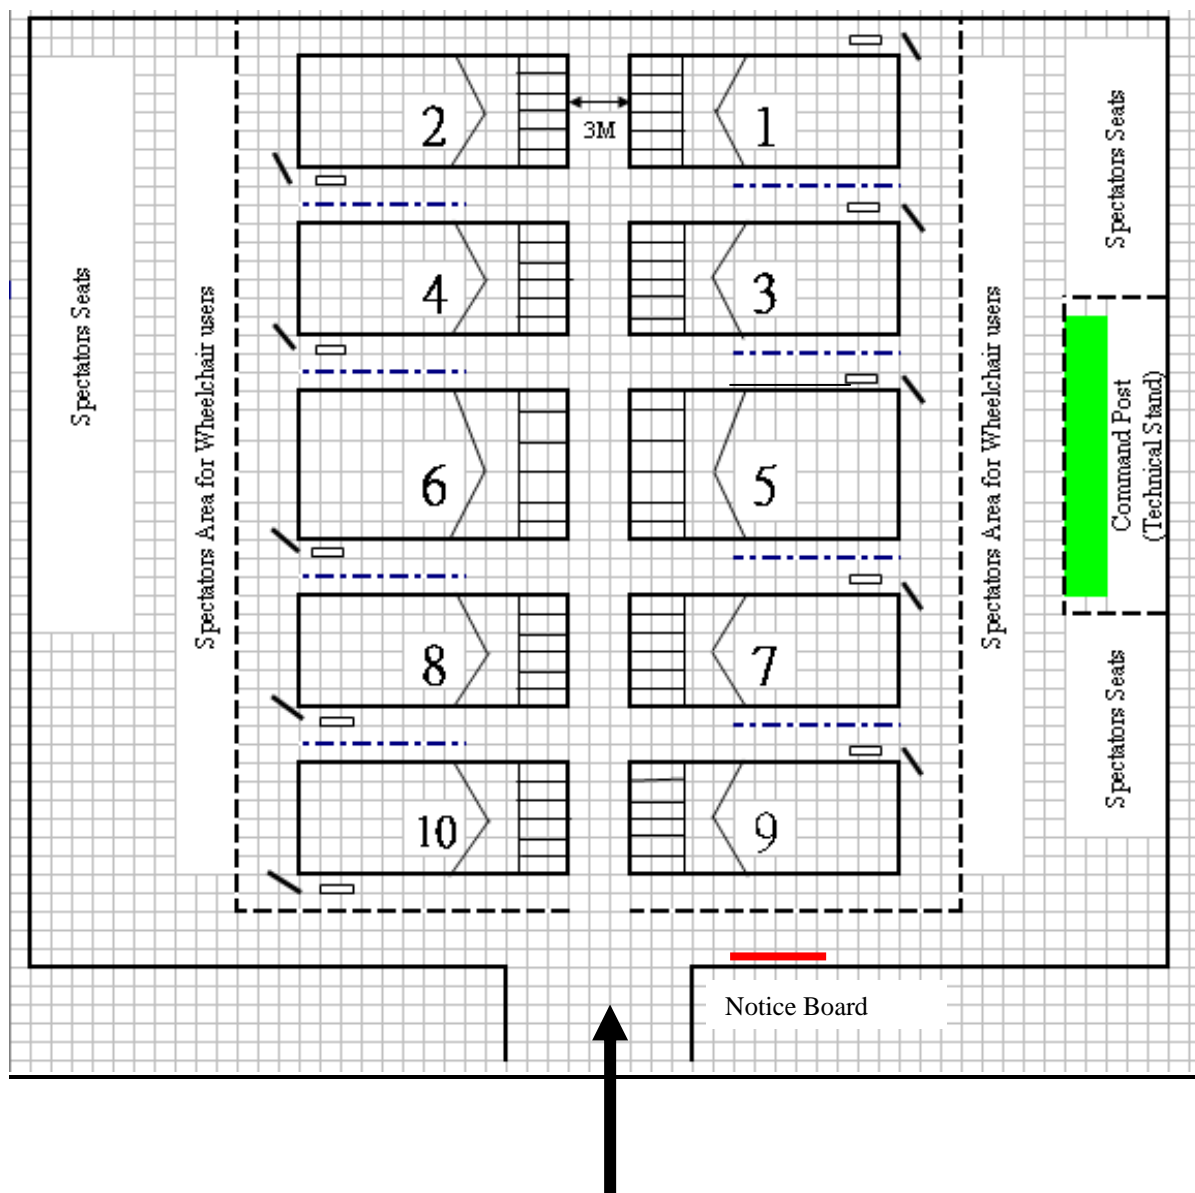 2
1
3M
Spectators Seats
4
3
Spectators Seats
Spectators Area for Wheelchair users
Spectators Area for Wheelchair users
Command Post
(Technical Stand)
6
5
8
7
Spectators Seats
10
9
Notice Board